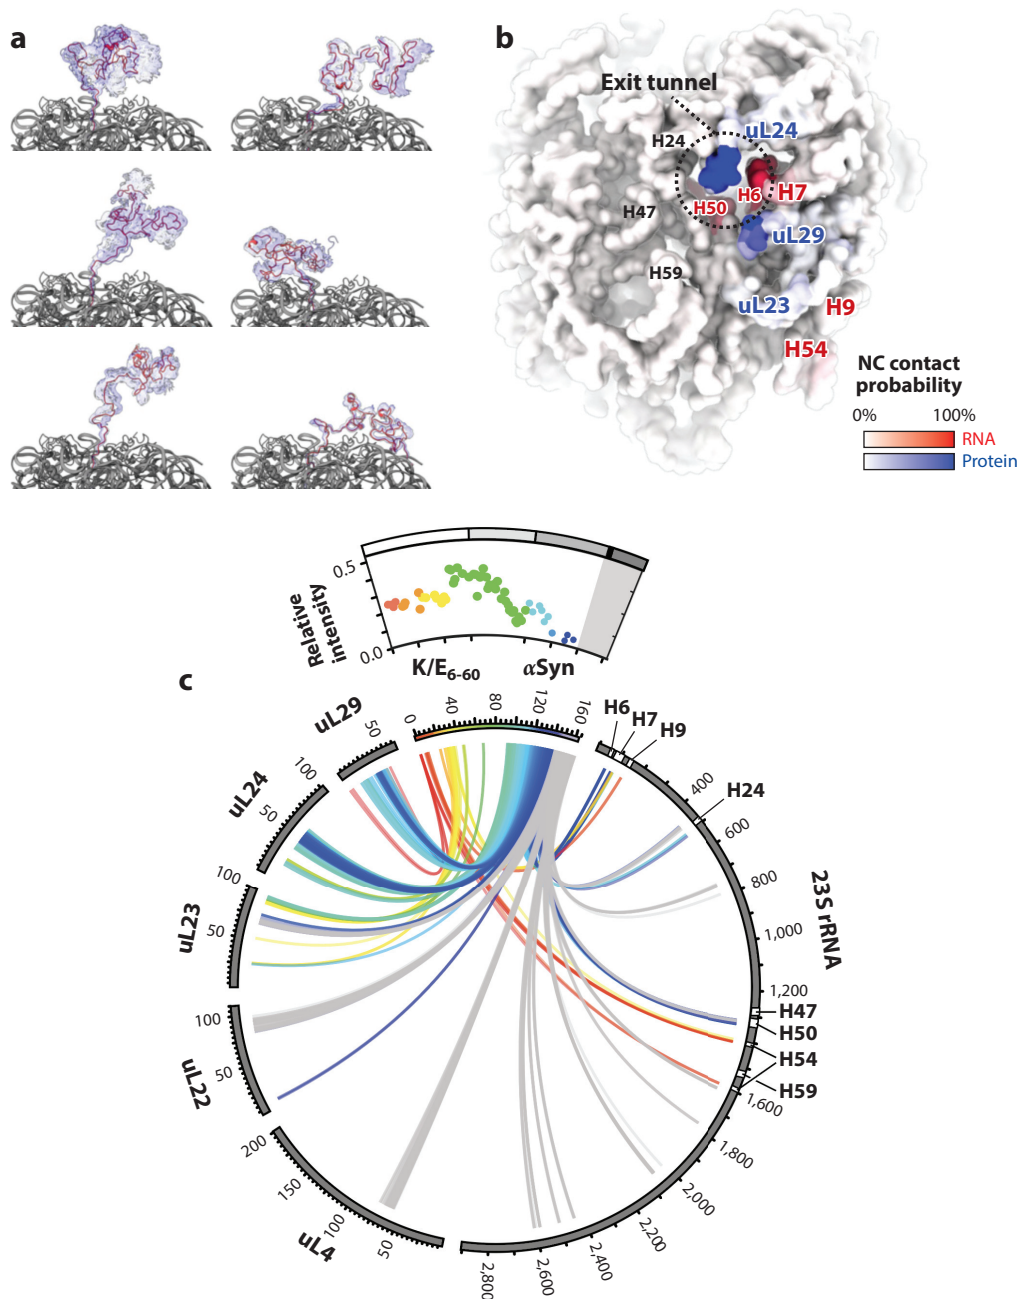 a
b
Exit tunnel
uL24
H24
H50
H6
H7
H47
uL29
H59
uL23
H9
H54
NC contact
probability
0%
100%
RNA
Protein
Relative
intensity
0.5
0.0
K/E6-60
αSyn
c
0
40
80
120
160
uL29
50
uL24
100
50
uL23
100
50
uL22
100
50
uL4
200
150
100
50
H6
H7
H9
400
H24
600
800
23S rRNA
1,000
1,200
H47
H50
H54
H59
1,600
1,800
2,000
2,200
2,400
2,600
2,800